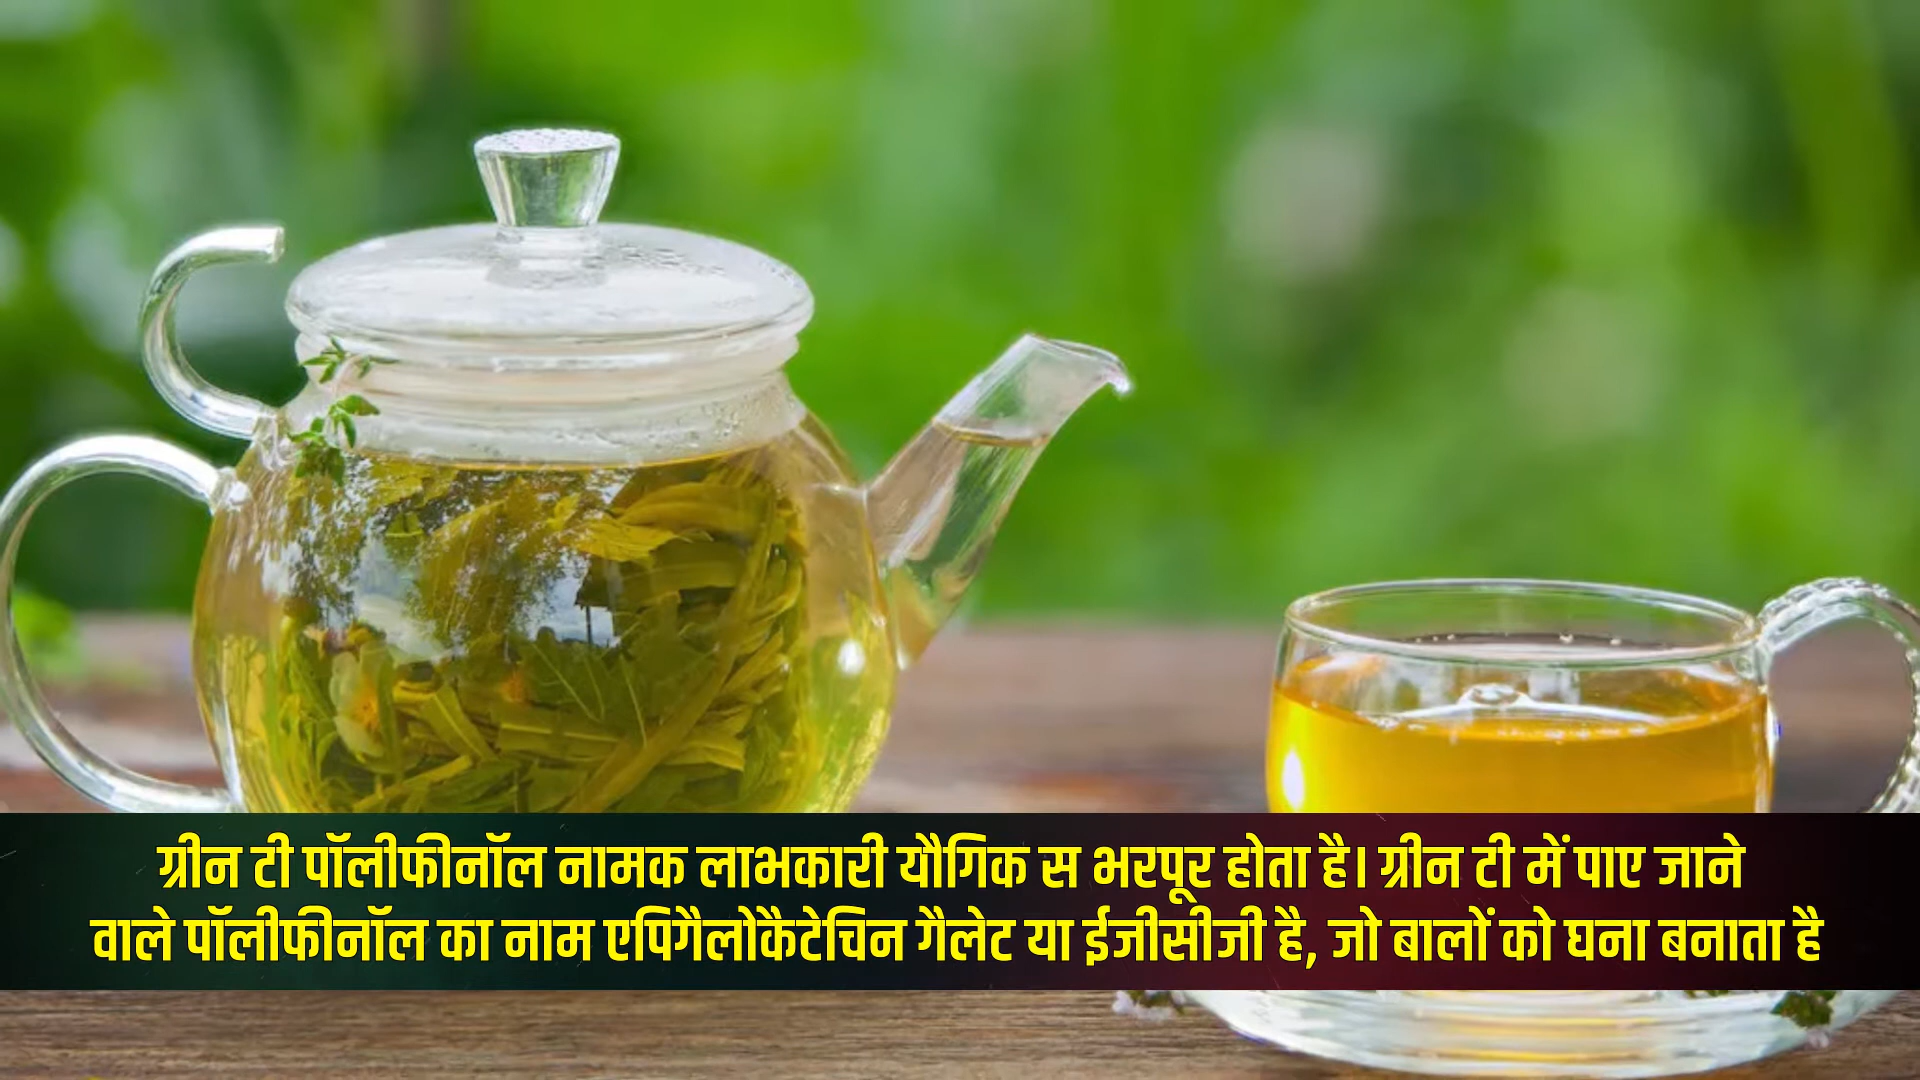 ग्रीन टी पॉलीफीनॉल नामक लाभकारी यौगिक स भरपूर होता है। ग्रीन टी में पाए जाने
वाले पॉलीफीनॉल का नाम एपिगैलोकैटेचिन गैलेट या ईजीसीजी है, जो बालों को घना बनाता है